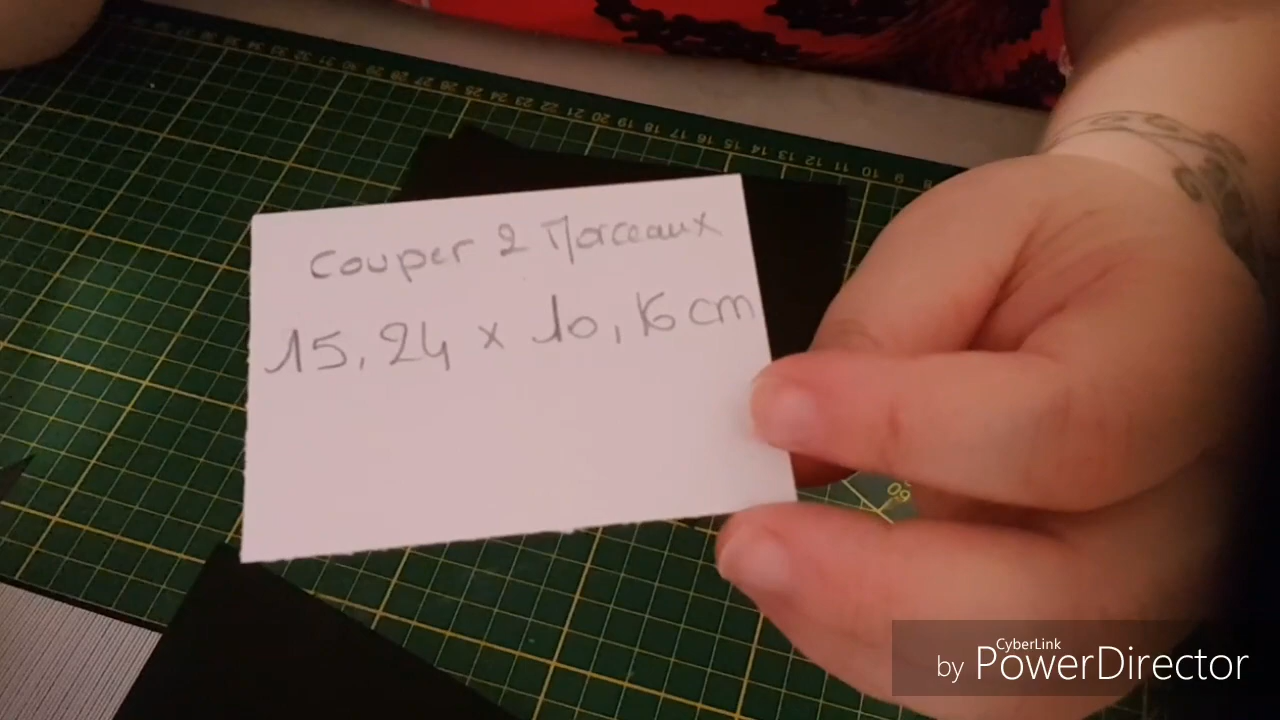 couper 2 Morceaux
15,24 x 10,16 cm
CyberLink
by PowerDirector